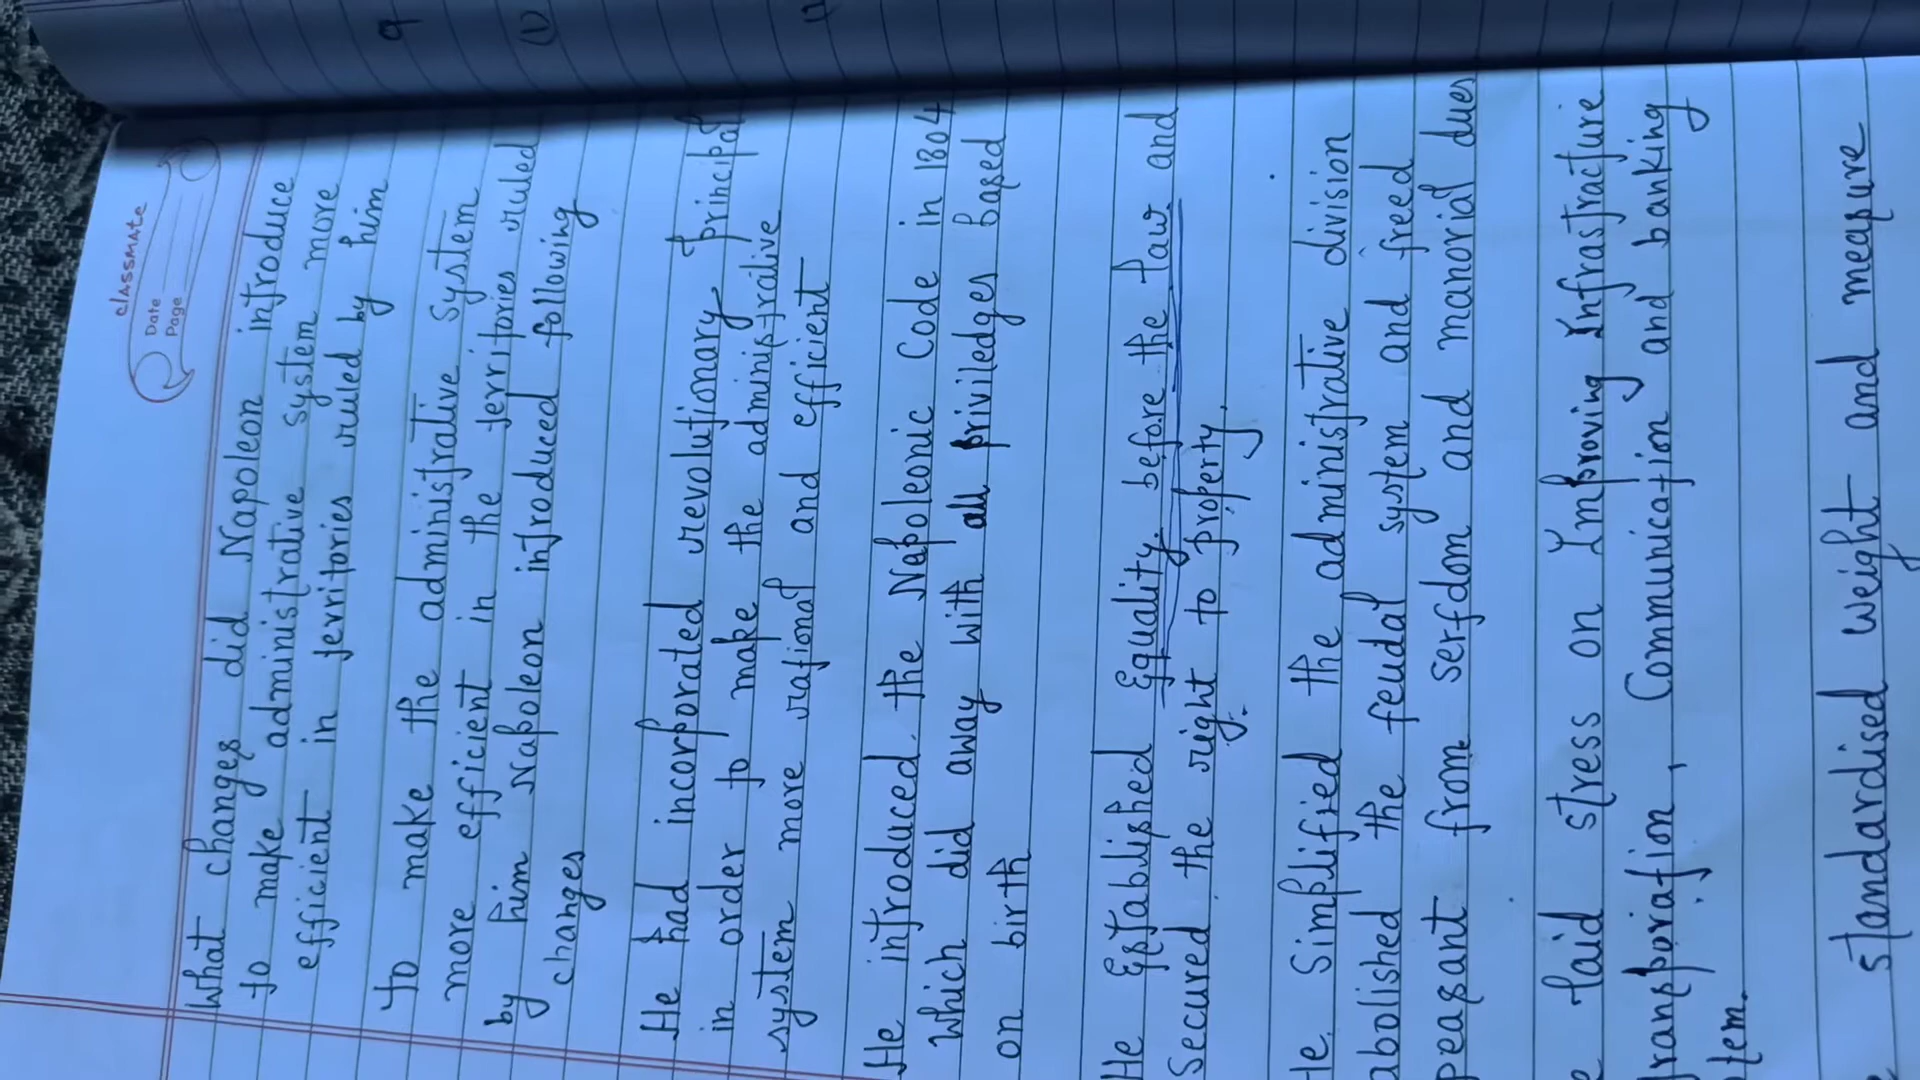 classmate
Date
Page
What changes did Napoleon introduce
to make administrative system more
efficient in territories ruled by him
To make the administrative system
more efficient in the territories ruled
by him Napoleon introduced following
changes
He had incorporated revolutionary principal
in order to make the administrative
system more rational and efficient
He introduced the Napoleonic Code in 1804
which did away with all priviledges based
on birth
He Established Equality before the law and
Secured the right to property.
He Simplified the administrative division
abolished the feudal system and freed
peasant from serfdom and manorial dues
laid stress on Improving Infrastracture
transporation, Communication and banking
tem.
standardised weight and measure